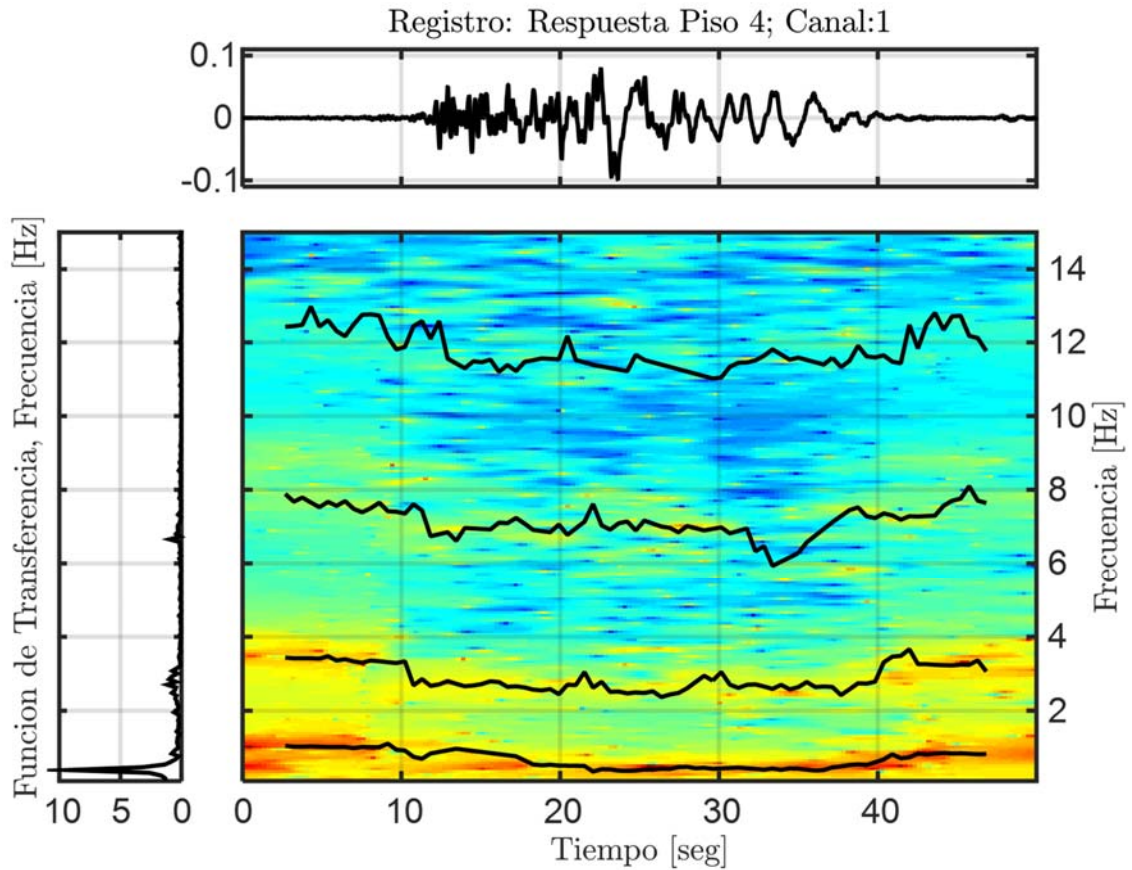 Registro: Respuesta Piso 4; Canal:1
0.1
0
-0.1
Funcion de Transferencia, Frecuencia [Hz]
10 5 0
14
12
10
8
6
4
2
Frecuencia [Hz]
0 10 20 30 40
Tiempo [seg]